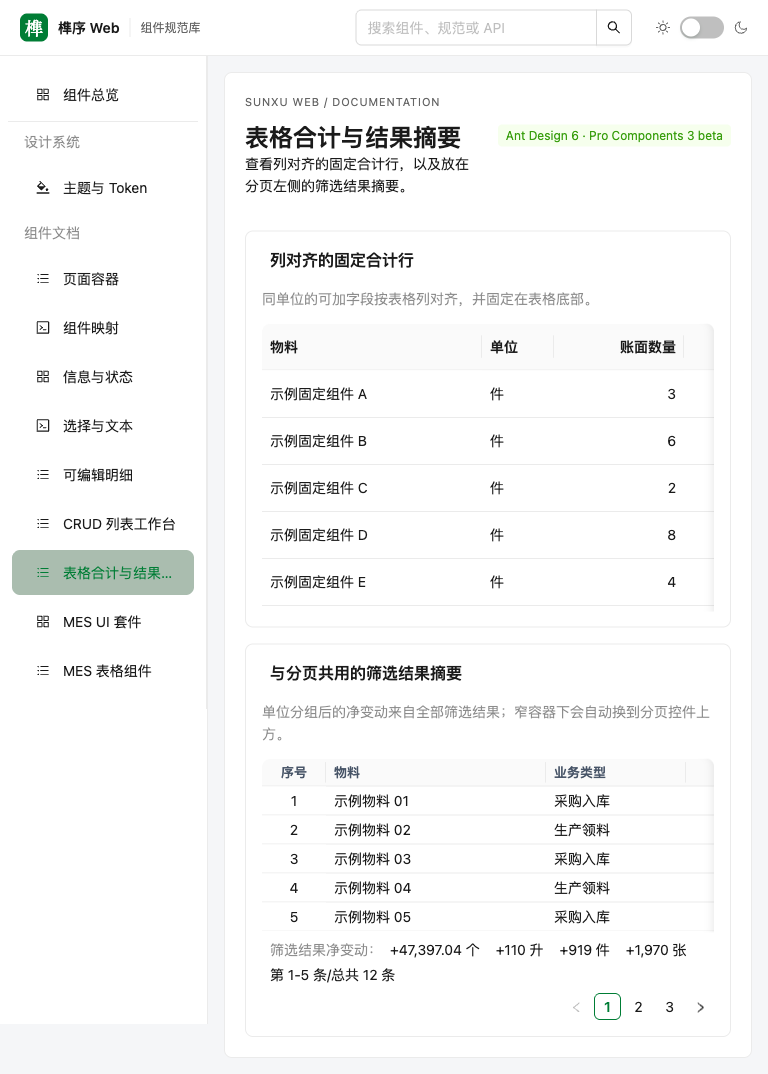 榫 榫序 Web 组件规范库 搜索组件、规范或 API
组件总览
设计系统
主题与 Token
组件文档
页面容器
组件映射
信息与状态
选择与文本
可编辑明细
CRUD 列表工作台
表格合计与结果...
MES UI 套件
MES 表格组件
SUNXU WEB / DOCUMENTATION
表格合计与结果摘要
Ant Design 6 · Pro Components 3 beta
查看列对齐的固定合计行，以及放在
分页左侧的筛选结果摘要。
列对齐的固定合计行
同单位的可加字段按表格列对齐，并固定在表格底部。
物料 单位 账面数量
示例固定组件 A 件 3
示例固定组件 B 件 6
示例固定组件 C 件 2
示例固定组件 D 件 8
示例固定组件 E 件 4
与分页共用的筛选结果摘要
单位分组后的净变动来自全部筛选结果；窄容器下会自动换到分页控件上
方。
序号 物料 业务类型
1 示例物料 01 采购入库
2 示例物料 02 生产领料
3 示例物料 03 采购入库
4 示例物料 04 生产领料
5 示例物料 05 采购入库
筛选结果净变动： +47,397.04 个 +110 升 +919 件 +1,970 张
第 1-5 条/总共 12 条
1 2 3